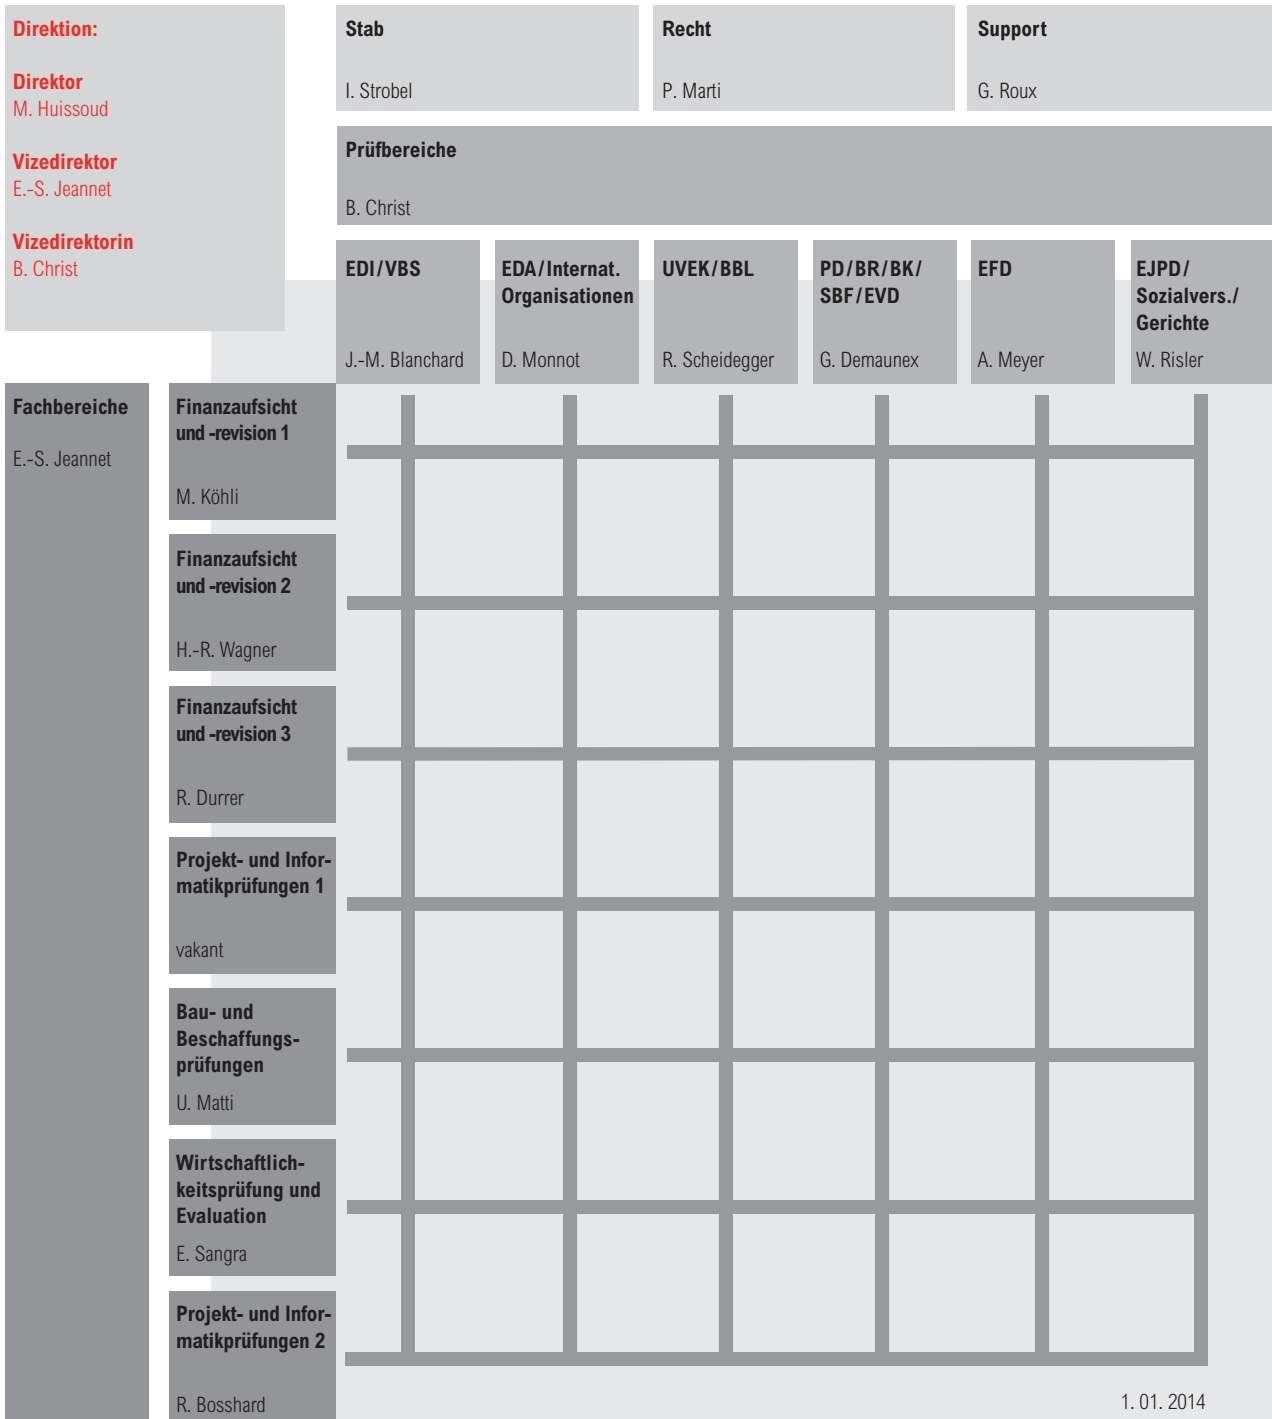 Direktion:
Direktor
M. Huissoud
Vizedirektor
E.-S. Jeannet
Vizedirektorin
B. Christ
Stab
I. Strobel
Recht
P. Marti
Support
G. Roux
Prüfbereiche
B. Christ
EDI/VBS
J.-M. Blanchard
EDA/Internat.
Organisationen
D. Monnot
UVEK/BBL
R. Scheidegger
PD/BR/BK/
SBF/EVD
G. Demaunex
EFD
A. Meyer
EJPD/
Sozialvers./
Gerichte
W. Risler
Fachbereiche
E.-S. Jeannet
Finanzaufsicht
und -revision 1
M. Köhli
Finanzaufsicht
und -revision 2
H.-R. Wagner
Finanzaufsicht
und -revision 3
R. Durrer
Projekt- und Infor-
matikprüfungen 1
vakant
Bau- und
Beschaffungs-
prüfungen
U. Matti
Wirtschaftlich-
keitsprüfung und
Evaluation
E. Sangra
Projekt- und Infor-
matikprüfungen 2
R. Bosshard
1. 01. 2014